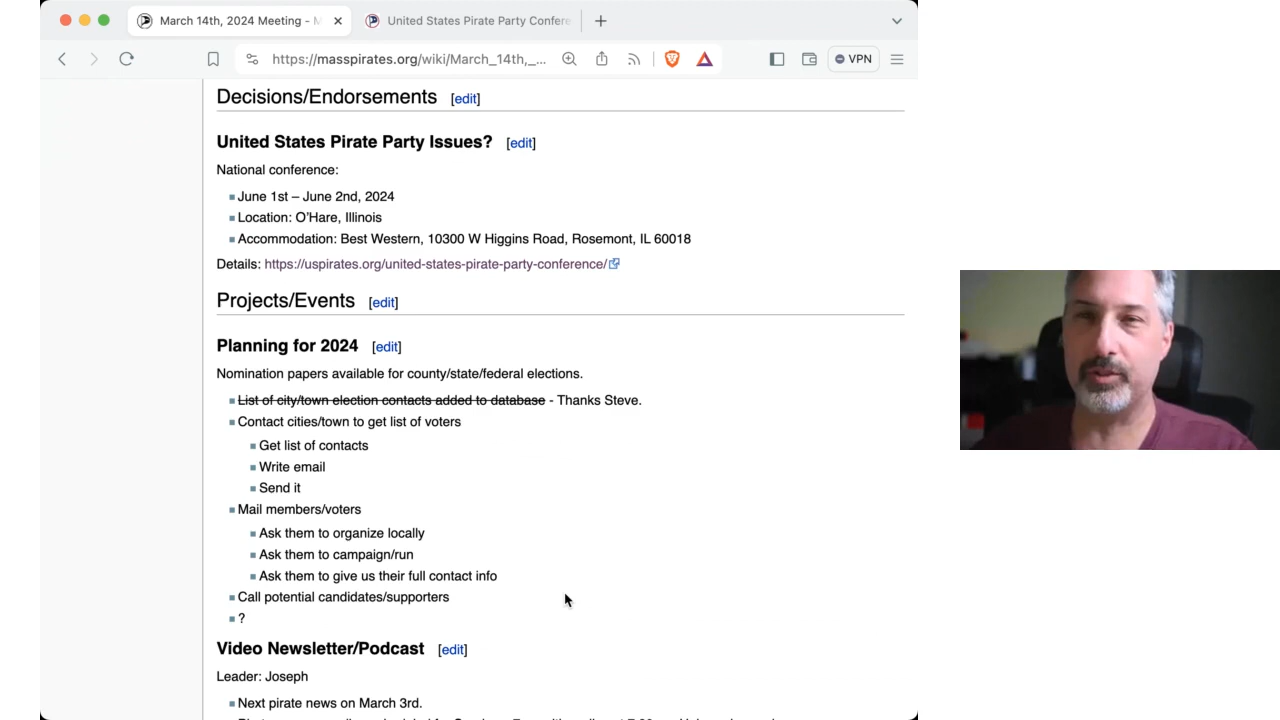 March 14th, 2024 Meeting - M
United States Pirate Party Confere
https://masspirates.org/wiki/March_14th,_...
VPN
Decisions/Endorsements [edit]
United States Pirate Party Issues? [edit]
National conference:
June 1st – June 2nd, 2024
Location: O'Hare, Illinois
Accommodation: Best Western, 10300 W Higgins Road, Rosemont, IL 60018
Details: https://uspirates.org/united-states-pirate-party-conference/
Projects/Events [edit]
Planning for 2024 [edit]
Nomination papers available for county/state/federal elections.
List of city/town election contacts added to database - Thanks Steve.
Contact cities/town to get list of voters
Get list of contacts
Write email
Send it
Mail members/voters
Ask them to organize locally
Ask them to campaign/run
Ask them to give us their full contact info
Call potential candidates/supporters
?
Video Newsletter/Podcast [edit]
Leader: Joseph
Next pirate news on March 3rd.